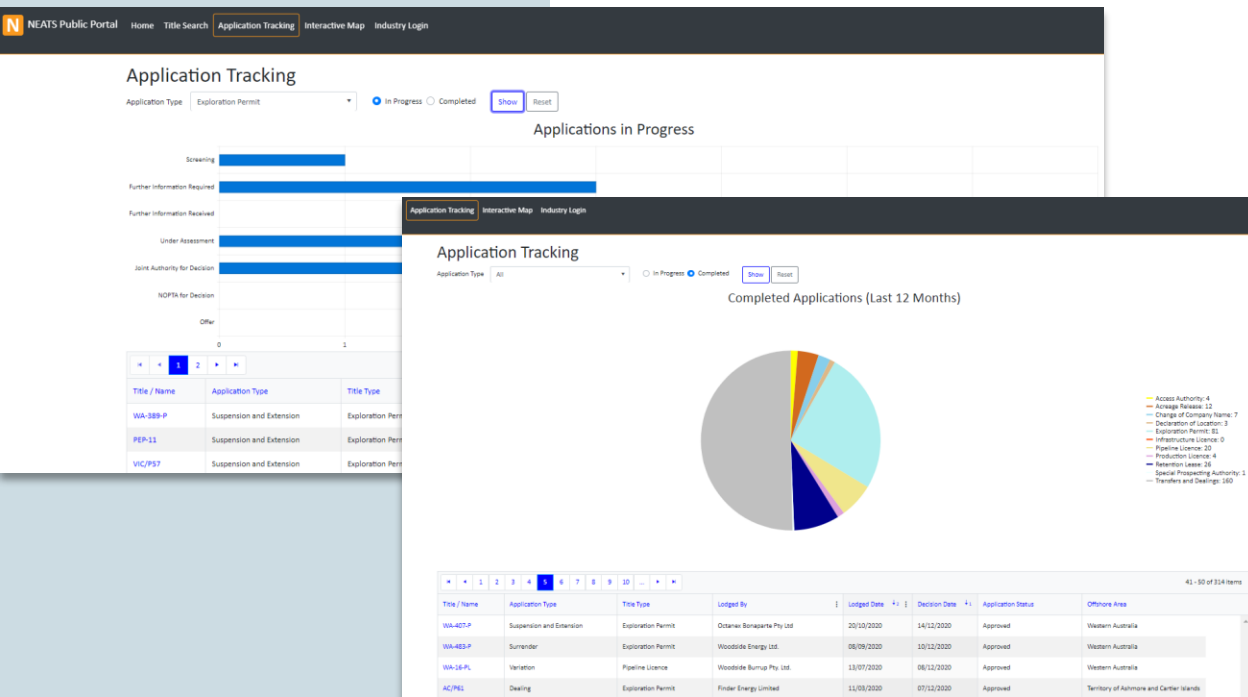 N NEATS Public Portal Home Title Search Application Tracking Interactive Map Industry Login
Application Tracking
Application Type Exploration Permit In Progress Completed Show Reset
Applications in Progress
Screening
Further Information Required
Further Information Received
Under Assessment
Joint Authority for Decision
NOPTA for Decision
Offer
0 1
1 2
Title / Name Application Type Title Type
WA-389-P Suspension and Extension Exploration Perr
PEP-11 Suspension and Extension Exploration Perr
VIC/P57 Suspension and Extension Exploration Perr
Application Tracking Interactive Map Industry Login
Application Tracking
Application Type All In Progress Completed Show Reset
Completed Applications (Last 12 Months)
Access Authority: 4
Acreage Release: 12
Change of Company Name: 7
Declaration of Location: 3
Exploration Permit: 81
Infrastructure Licence: 0
Pipeline Licence: 20
Production Licence: 4
Retention Lease: 26
Special Prospecting Authority: 1
Transfers and Dealings: 160
1 2 3 4 5 6 7 8 9 10 ... 41 - 50 of 314 items
Title / Name Application Type Title Type Lodged By Lodged Date 2 Decision Date 1 Application Status Offshore Area
WA-407-P Suspension and Extension Exploration Permit Octanex Bonaparte Pty Ltd 20/10/2020 14/12/2020 Approved Western Australia
WA-483-P Surrender Exploration Permit Woodside Energy Ltd. 08/09/2020 10/12/2020 Approved Western Australia
WA-16-PL Variation Pipeline Licence Woodside Burrup Pty. Ltd. 13/07/2020 08/12/2020 Approved Western Australia
AC/P61 Dealing Exploration Permit Finder Energy Limited 11/03/2020 07/12/2020 Approved Territory of Ashmore and Cartier Islands